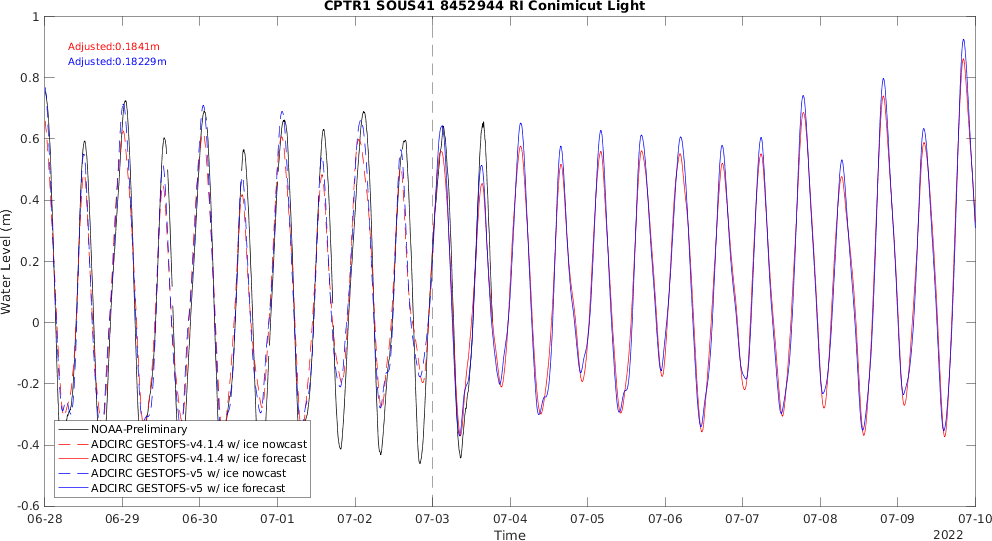 CPTR1 SOUS41 8452944 RI Conimicut Light
Adjusted:0.1841m
Adjusted:0.18229m
Water Level (m)
1
0.8
0.6
0.4
0.2
0
-0.2
-0.4
-0.6
NOAA-Preliminary
ADCIRC GESTOFS-v4.1.4 w/ ice nowcast
ADCIRC GESTOFS-v4.1.4 w/ ice forecast
ADCIRC GESTOFS-v5 w/ ice nowcast
ADCIRC GESTOFS-v5 w/ ice forecast
06-28 06-29 06-30 07-01 07-02 07-03 07-04 07-05 07-06 07-07 07-08 07-09 07-10
Time
2022